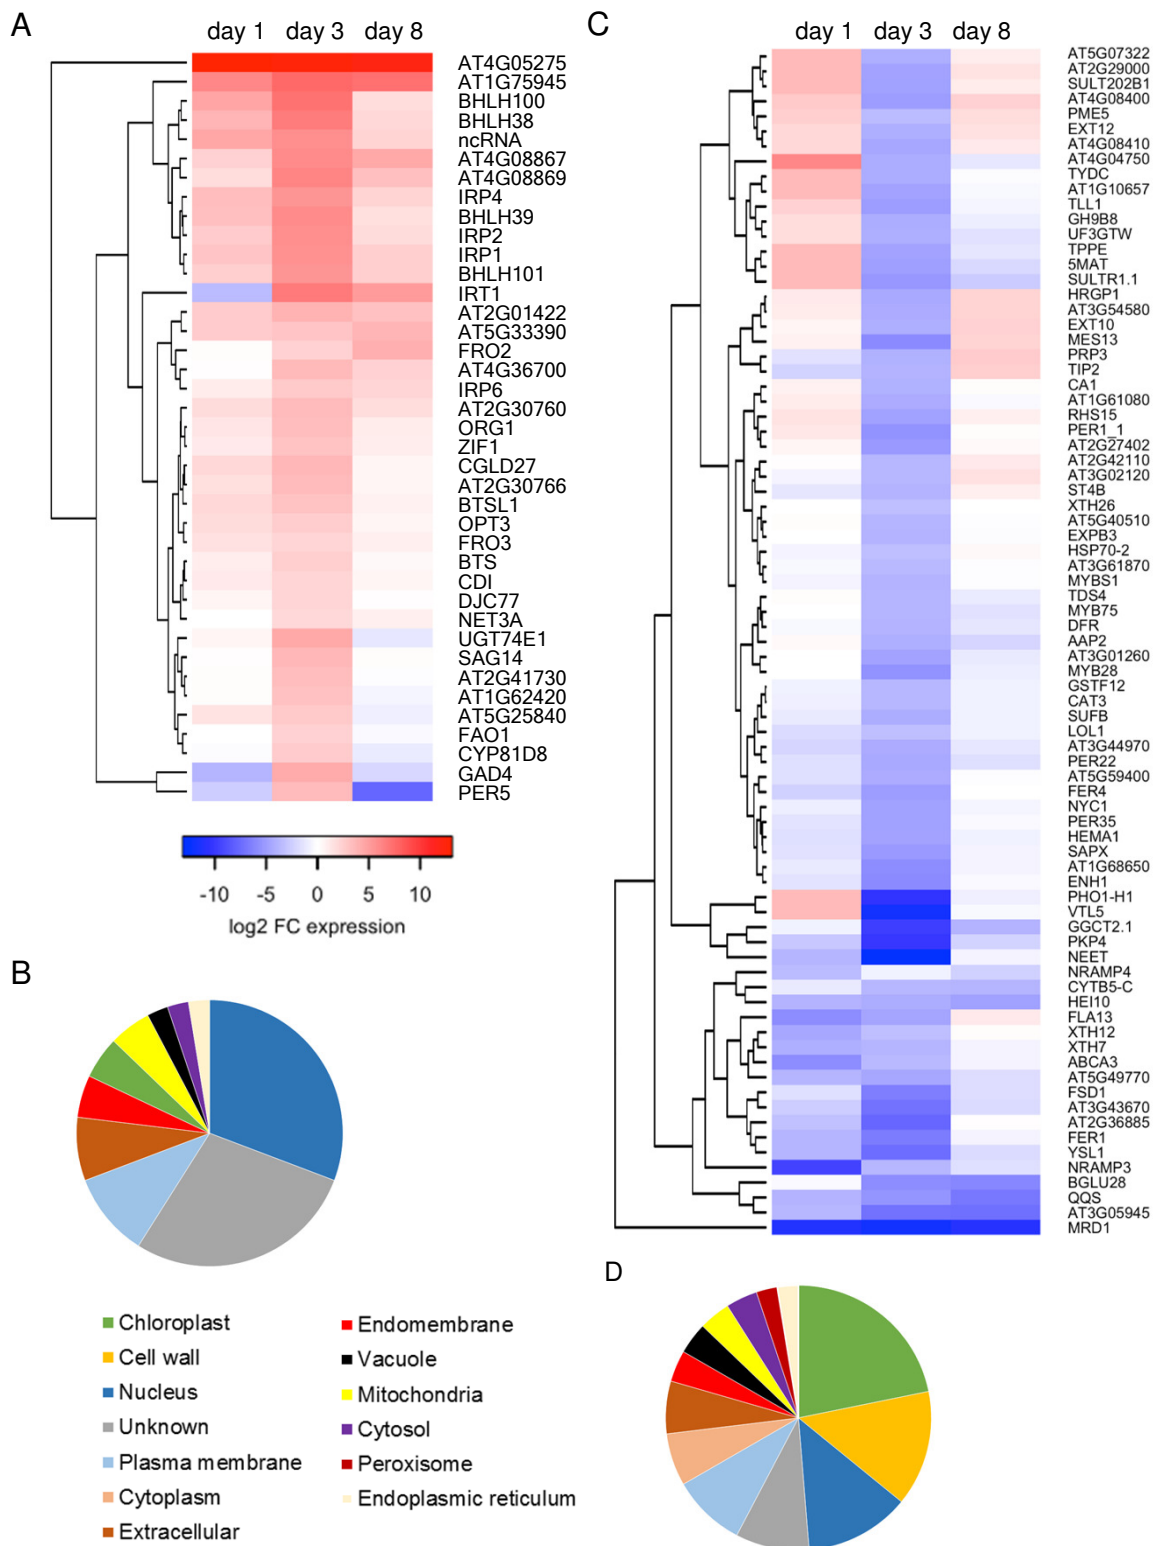 A
day 1 day 3 day 8
AT4G05275
AT1G75945
BHLH100
BHLH38
ncRNA
AT4G08867
AT4G08869
IRP4
BHLH39
IRP2
IRP1
BHLH101
IRT1
AT2G01422
AT5G33390
FRO2
AT4G36700
IRP6
AT2G30760
ORG1
ZIF1
CGLD27
AT2G30766
BTSL1
OPT3
FRO3
BTS
CDI
DJC77
NET3A
UGT74E1
SAG14
AT2G41730
AT1G62420
AT5G25840
FAO1
CYP81D8
GAD4
PER5
-10 -5 0 5 10
log2 FC expression
B
Chloroplast
Cell wall
Nucleus
Unknown
Plasma membrane
Cytoplasm
Extracellular
Endomembrane
Vacuole
Mitochondria
Cytosol
Peroxisome
Endoplasmic reticulum
C
day 1 day 3 day 8
AT5G07322
AT2G29000
SULT202B1
AT4G08400
PME5
EXT12
AT4G08410
AT4G04750
TYDC
AT1G10657
TLL1
GH9B8
UF3GTW
TPPE
5MAT
SULTR1.1
HRGP1
AT3G54580
EXT10
MES13
PRP3
TIP2
CA1
AT1G61080
RHS15
PER1_1
AT2G27402
AT2G42110
AT3G02120
ST4B
XTH26
AT5G40510
EXPB3
HSP70-2
AT3G61870
MYBS1
TDS4
MYB75
DFR
AAP2
AT3G01260
MYB28
GSTF12
CAT3
SUFB
LOL1
AT3G44970
PER22
AT5G59400
FER4
NYC1
PER35
HEMA1
SAPX
AT1G68650
ENH1
PHO1-H1
VTL5
GGCT2.1
PKP4
NEET
NRAMP4
CYTB5-C
HEI10
FLA13
XTH12
XTH7
ABCA3
AT5G49770
FSD1
AT3G43670
AT2G36885
FER1
YSL1
NRAMP3
BGLU28
QQS
AT3G05945
MRD1
D